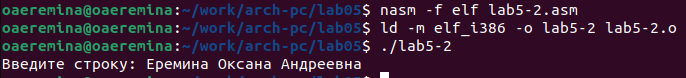 oaeremina@oaeremina:~/work/arch-pc/lab05$ nasm -f elf lab5-2.asm
oaeremina@oaeremina:~/work/arch-pc/lab05$ ld -m elf_i386 -o lab5-2 lab5-2.o
oaeremina@oaeremina:~/work/arch-pc/lab05$ ./lab5-2
Введите строку: Еремина Оксана Андреевна